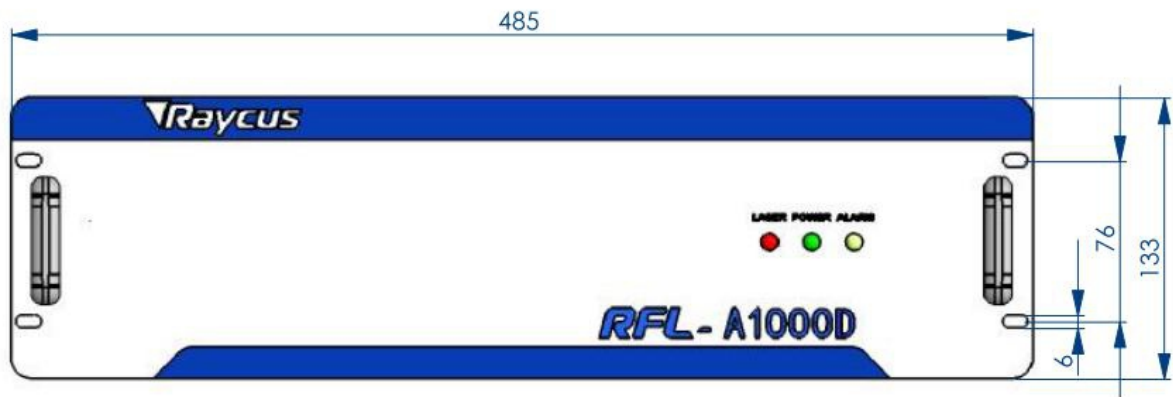 485
Raycus
LASER POWER ALARM
76
133
RFL - A1000D
6